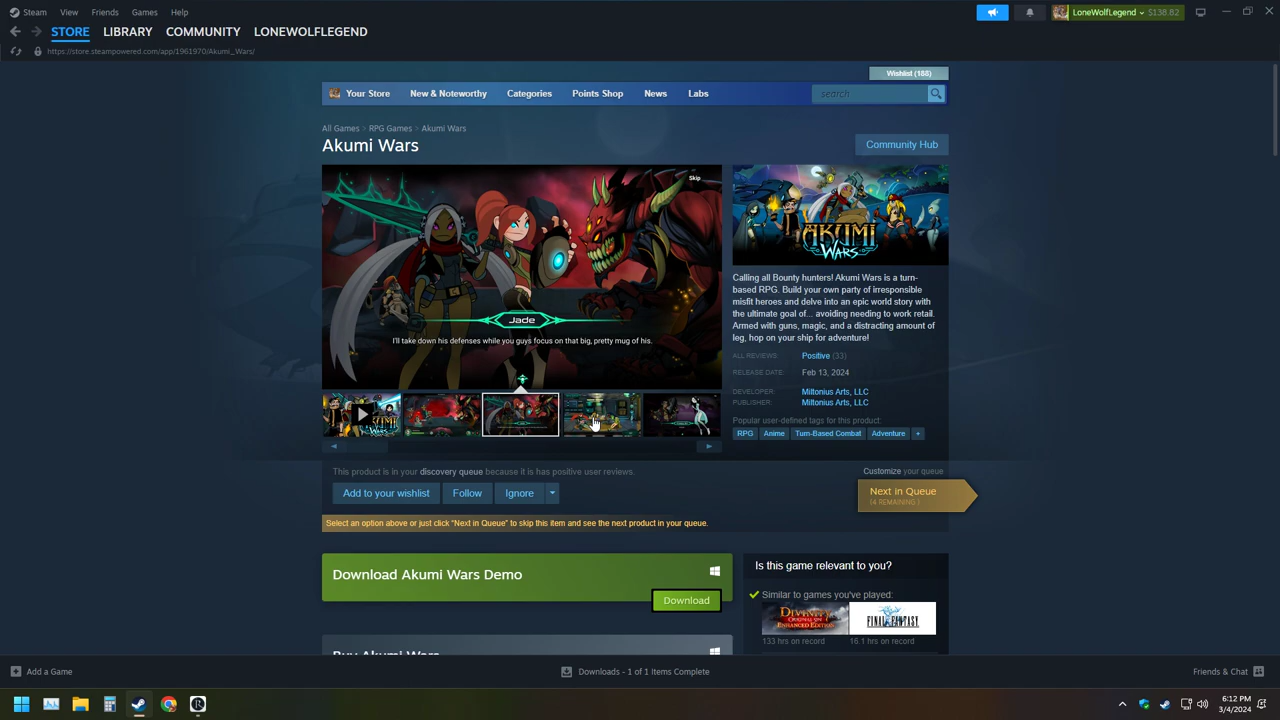 Steam View Friends Games Help
LoneWolfLegend $138.82
STORE LIBRARY COMMUNITY LONEWOLFLEGEND
https://store.steampowered.com/app/1961970/Akumi_Wars/
Wishlist (188)
Your Store New & Noteworthy Categories Points Shop News Labs
search
All Games > RPG Games > Akumi Wars
Akumi Wars
Community Hub
Skip
Jade
I'll take down his defenses while you guys focus on that big, pretty mug of his.
AKUMI
WARS
Calling all Bounty hunters! Akumi Wars is a turn-
based RPG. Build your own party of irresponsible
misfit heroes and delve into an epic world story with
the ultimate goal of... avoiding needing to work retail.
Armed with guns, magic, and a distracting amount of
leg, hop on your ship for adventure!
ALL REVIEWS: Positive (33)
RELEASE DATE: Feb 13, 2024
DEVELOPER: Miltonius Arts, LLC
PUBLISHER: Miltonius Arts, LLC
Popular user-defined tags for this product:
RPG Anime Turn-Based Combat Adventure +
This product is in your discovery queue because it has positive user reviews.
Customize your queue
Add to your wishlist Follow Ignore
Next in Queue
(4 REMAINING )
Select an option above or just click "Next in Queue" to skip this item and see the next product in your queue.
Download Akumi Wars Demo
Download
Is this game relevant to you?
Similar to games you've played:
DIVINITY
ORIGINAL SIN
ENHANCED EDITION
FINAL FANTASY
133 hrs on record 16.1 hrs on record
Buy Akumi Wars
Add a Game
Downloads - 1 of 1 Items Complete
Friends & Chat
6:12 PM
3/4/2024